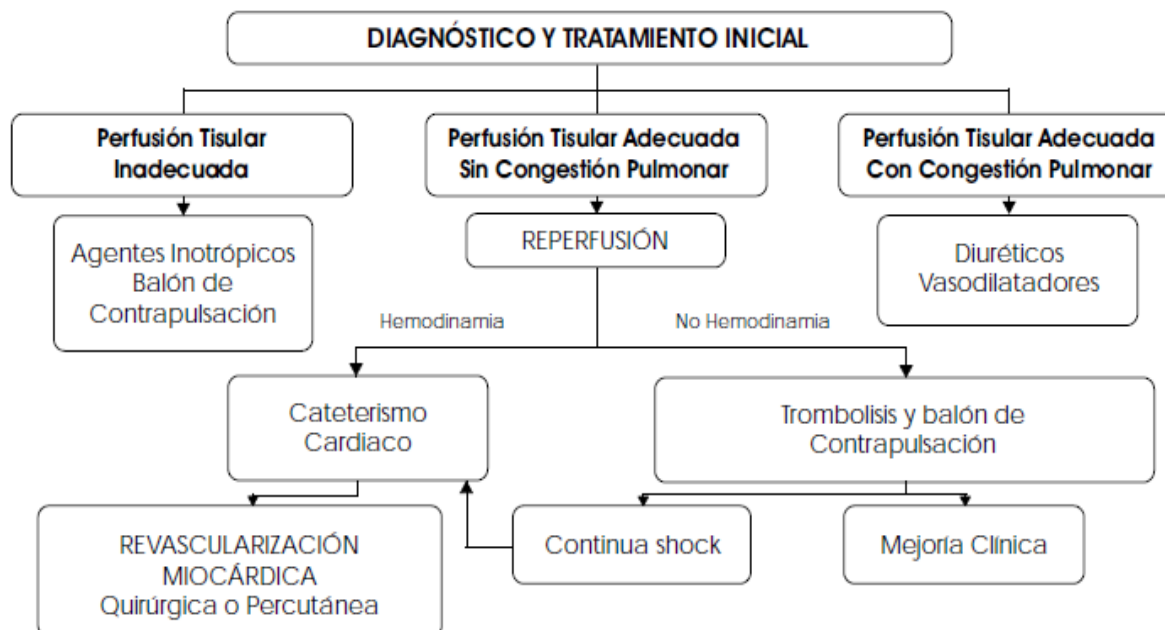 DIAGNÓSTICO Y TRATAMIENTO INICIAL
Perfusión Tisular
Inadecuada
Perfusión Tisular Adecuada
Sin Congestión Pulmonar
Perfusión Tisular Adecuada
Con Congestión Pulmonar
Agentes Inotrópicos
Balón de
Contrapulsación
REPERFUSIÓN
Diuréticos
Vasodilatadores
Hemodinamia
No Hemodinamia
Cateterismo
Cardiaco
Trombolisis y balón de
Contrapulsación
REVASCULARIZACIÓN
MIOCÁRDICA
Quirúrgica o Percutánea
Continua shock
Mejoría Clínica